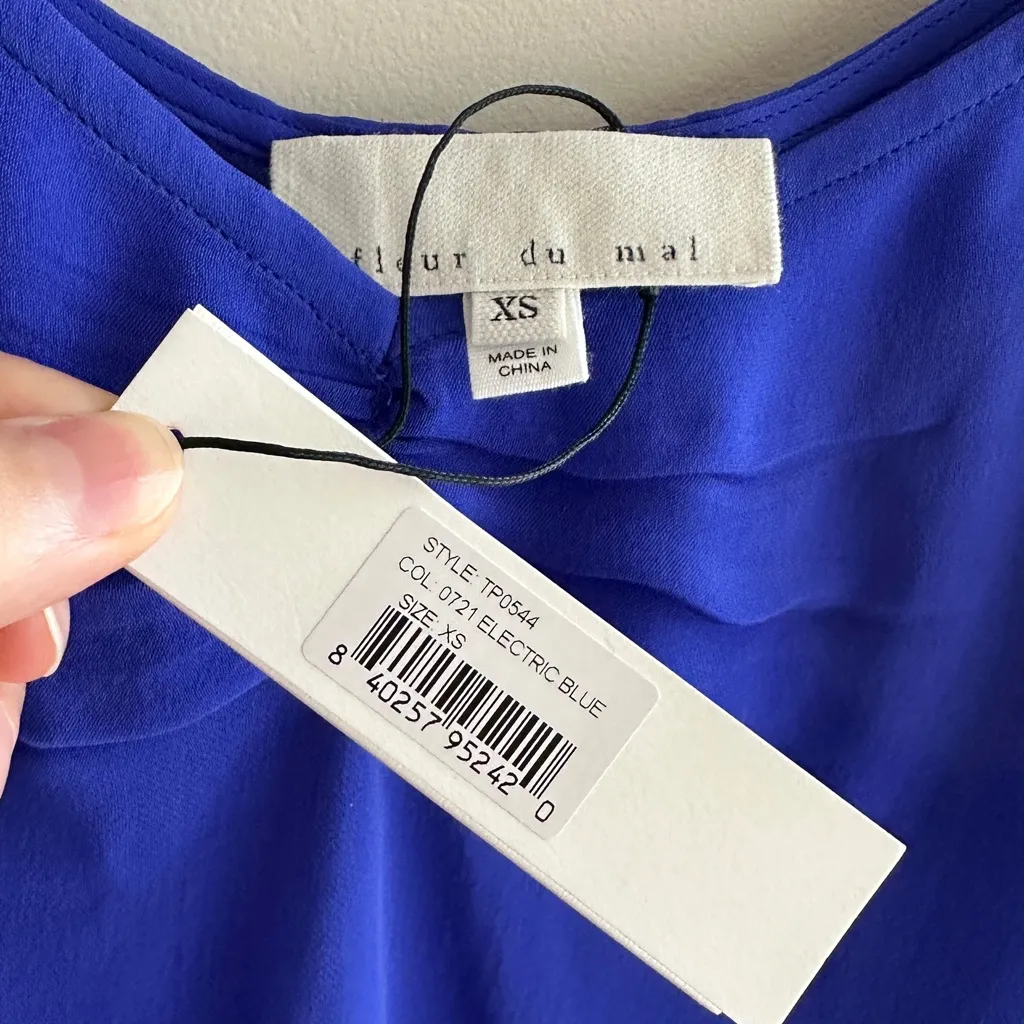 fleur du mal
XS
MADE IN
CHINA
STYLE: TP0544
COL: 0721 ELECTRIC BLUE
SIZE: XS
8 40257 95242 0